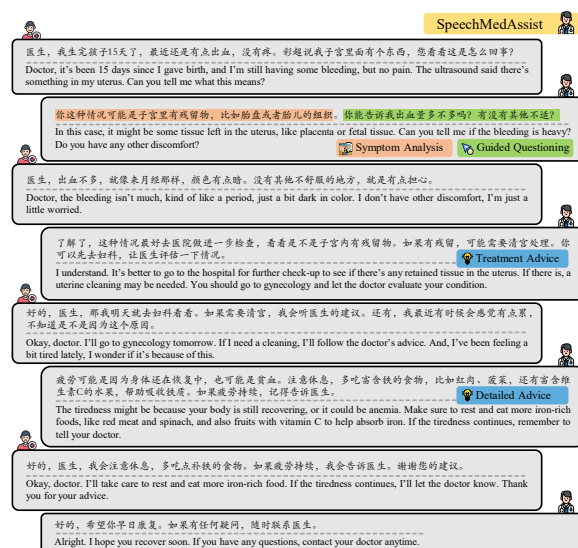 SpeechMedAssist
医生，我生完孩子15天了，最近还是有点出血，没有疼。彩超说我子宫里面有个东西，您看看这是怎么回事？
Doctor, it's been 15 days since I gave birth, and I'm still having some bleeding, but no pain. The ultrasound said there's
something in my uterus. Can you tell me what this means?
你这种情况可能是子宫里有残留物，比如胎盘或者胎儿的组织。你能告诉我出血量多不多吗？有没有其他不适？
In this case, it might be some tissue left in the uterus, like placenta or fetal tissue. Can you tell me if the bleeding is heavy?
Do you have any other discomfort?
Symptom Analysis
Guided Questioning
医生，出血不多，就像来月经那样，颜色有点暗。没有其他不舒服的地方，就是有点担心。
Doctor, the bleeding isn't much, kind of like a period, just a bit dark in color. I don't have other discomfort, I'm just a
little worried.
了解了，这种情况最好去医院做进一步检查，看看是不是子宫内有残留物。如果有残留，可能需要清宫处理。你
可以先去妇科，让医生评估一下情况。
Treatment Advice
I understand. It's better to go to the hospital for further check-up to see if there's any retained tissue in the uterus. If there is, a
uterine cleaning may be needed. You should go to gynecology and let the doctor evaluate your condition.
好的，医生，那我明天就去妇科看看。如果需要清宫，我会听医生的建议。还有，我最近有时候会感觉有点累，
不知道是不是因为这个原因。
Okay, doctor. I'll go to gynecology tomorrow. If I need a cleaning, I'll follow the doctor's advice. And, I've been feeling a
bit tired lately, I wonder if it's because of this.
疲劳可能是因为身体还在恢复中，也可能是贫血。注意休息，多吃富含铁的食物，比如红肉、菠菜，还有富含维
生素C的水果，帮助吸收铁质。如果疲劳持续，记得告诉医生。
Detailed Advice
The tiredness might be because your body is still recovering, or it could be anemia. Make sure to rest and eat more iron-rich
foods, like red meat and spinach, and also fruits with vitamin C to help absorb iron. If the tiredness continues, remember to
tell your doctor.
好的，医生，我会注意休息，多吃点补铁的食物。如果疲劳持续，我会告诉医生。谢谢您的建议。
Okay, doctor. I'll take care to rest and eat more iron-rich food. If the tiredness continues, I'll let the doctor know. Thank
you for your advice.
好的，希望你早日康复。如果有任何疑问，随时联系医生。
Alright. I hope you recover soon. If you have any questions, contact your doctor anytime.